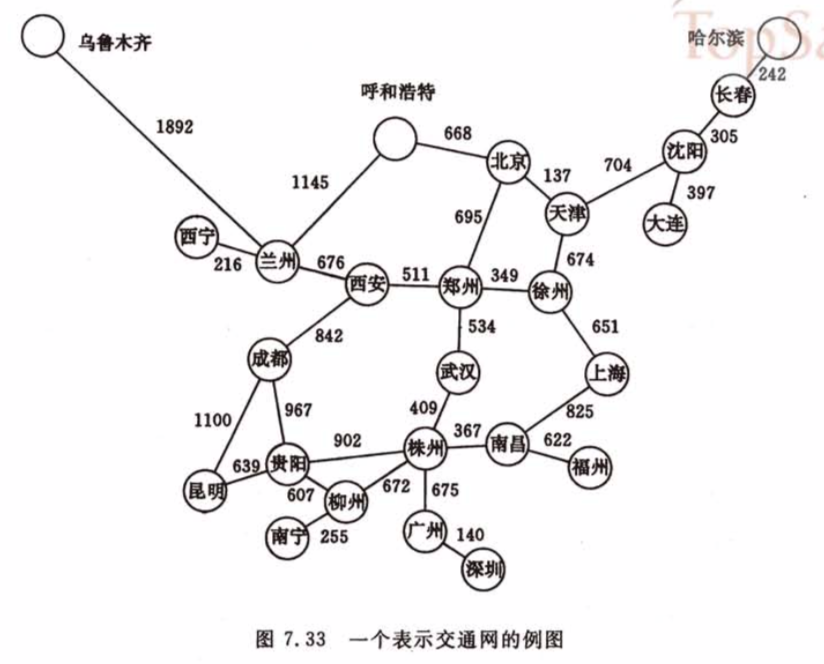 TopSa
乌鲁木齐
哈尔滨
242
长春
呼和浩特
1892
668
305
沈阳
北京
704
137
397
1145
天津
大连
695
西宁
兰州
674
216
676
西安
511
郑州
349
徐州
534
651
842
成都
武汉
上海
967
409
825
1100
902
367
622
株州
南昌
639
贵阳
福州
672
昆明
607
675
柳州
南宁
255
广州
140
深圳
图 7.33 一个表示交通网的例图